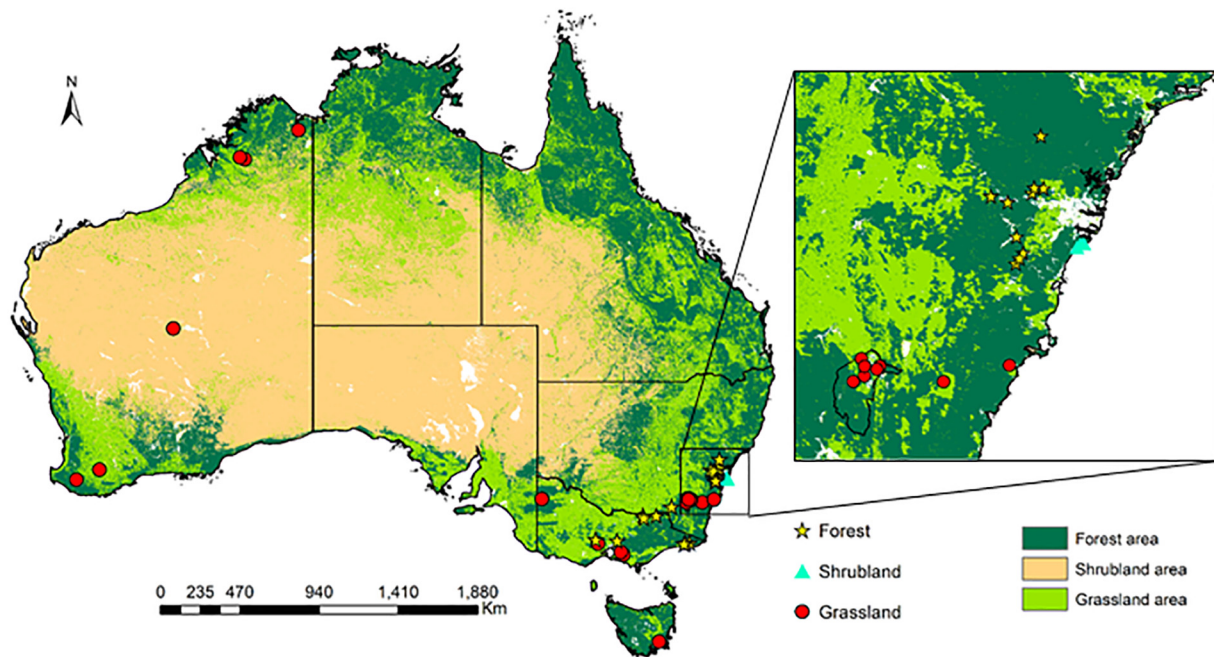 N
Forest
Shrubland
Grassland
Forest area
Shrubland area
Grassland area
0 235 470 940 1,410 1,880
Km